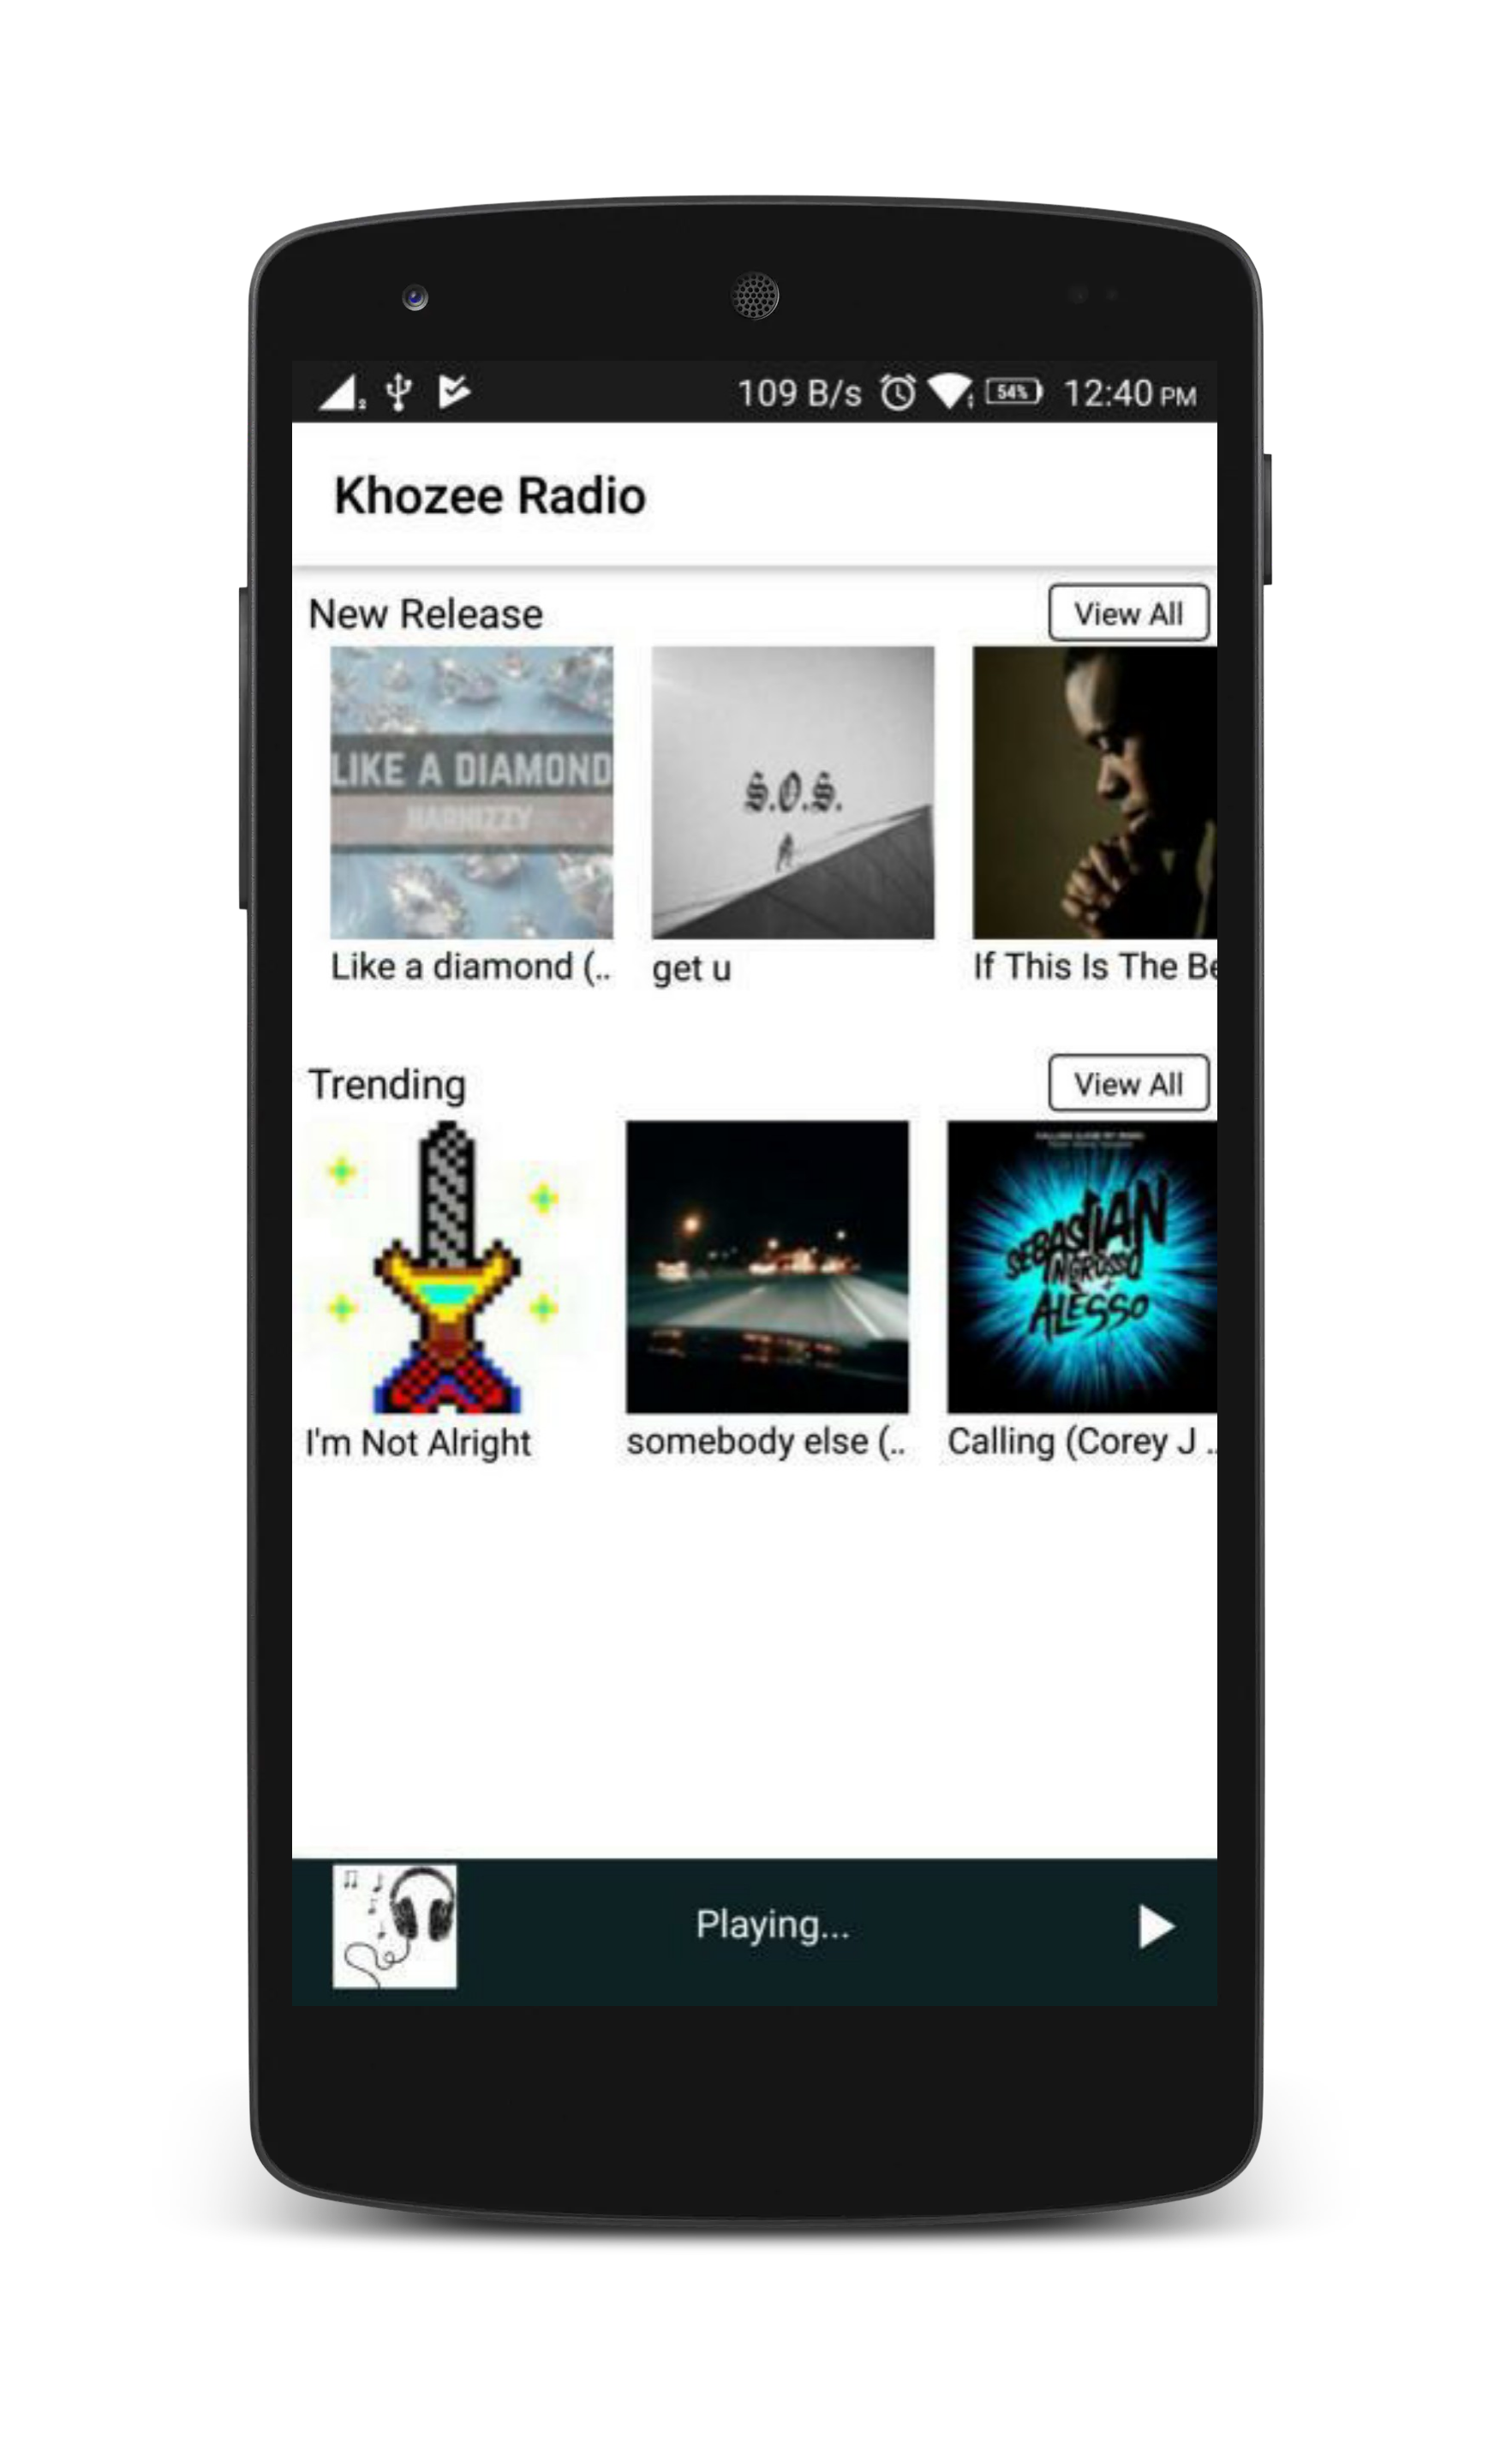 109 B/s 54% 12:40 PM
Khozee Radio
New Release
View All
LIKE A DIAMOND
HARNIZZY
S.O.S.
Like a diamond (..
get u
If This Is The Be
Trending
View All
SEBASTIAN
INGROSSO
ALESSO
I'm Not Alright
somebody else (..
Calling (Corey J ..
Playing...